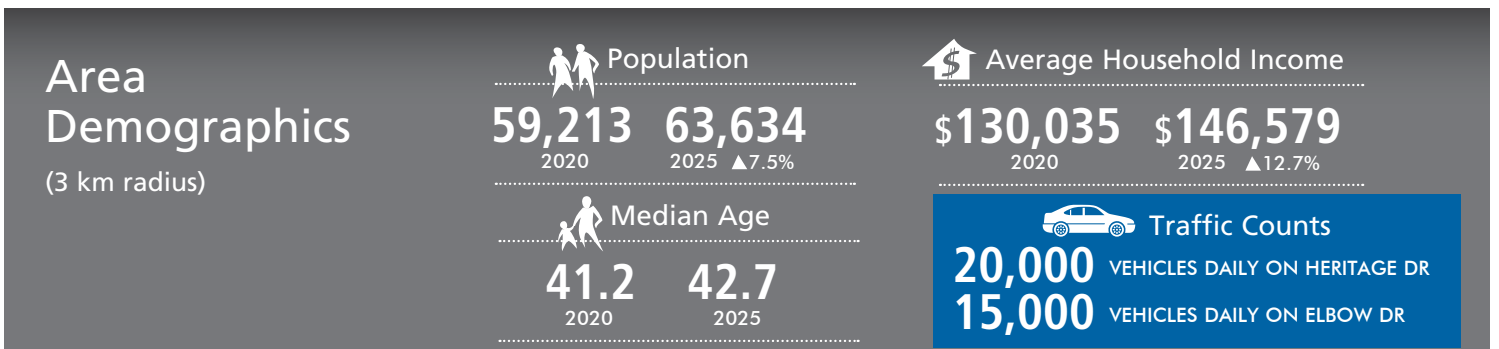 Area
Demographics
(3 km radius)
Population
59,213 63,634
2020 2025 ▲7.5%
Median Age
41.2 42.7
2020 2025
$ Average Household Income
$130,035 $146,579
2020 2025 ▲12.7%
Traffic Counts
20,000 VEHICLES DAILY ON HERITAGE DR
15,000 VEHICLES DAILY ON ELBOW DR